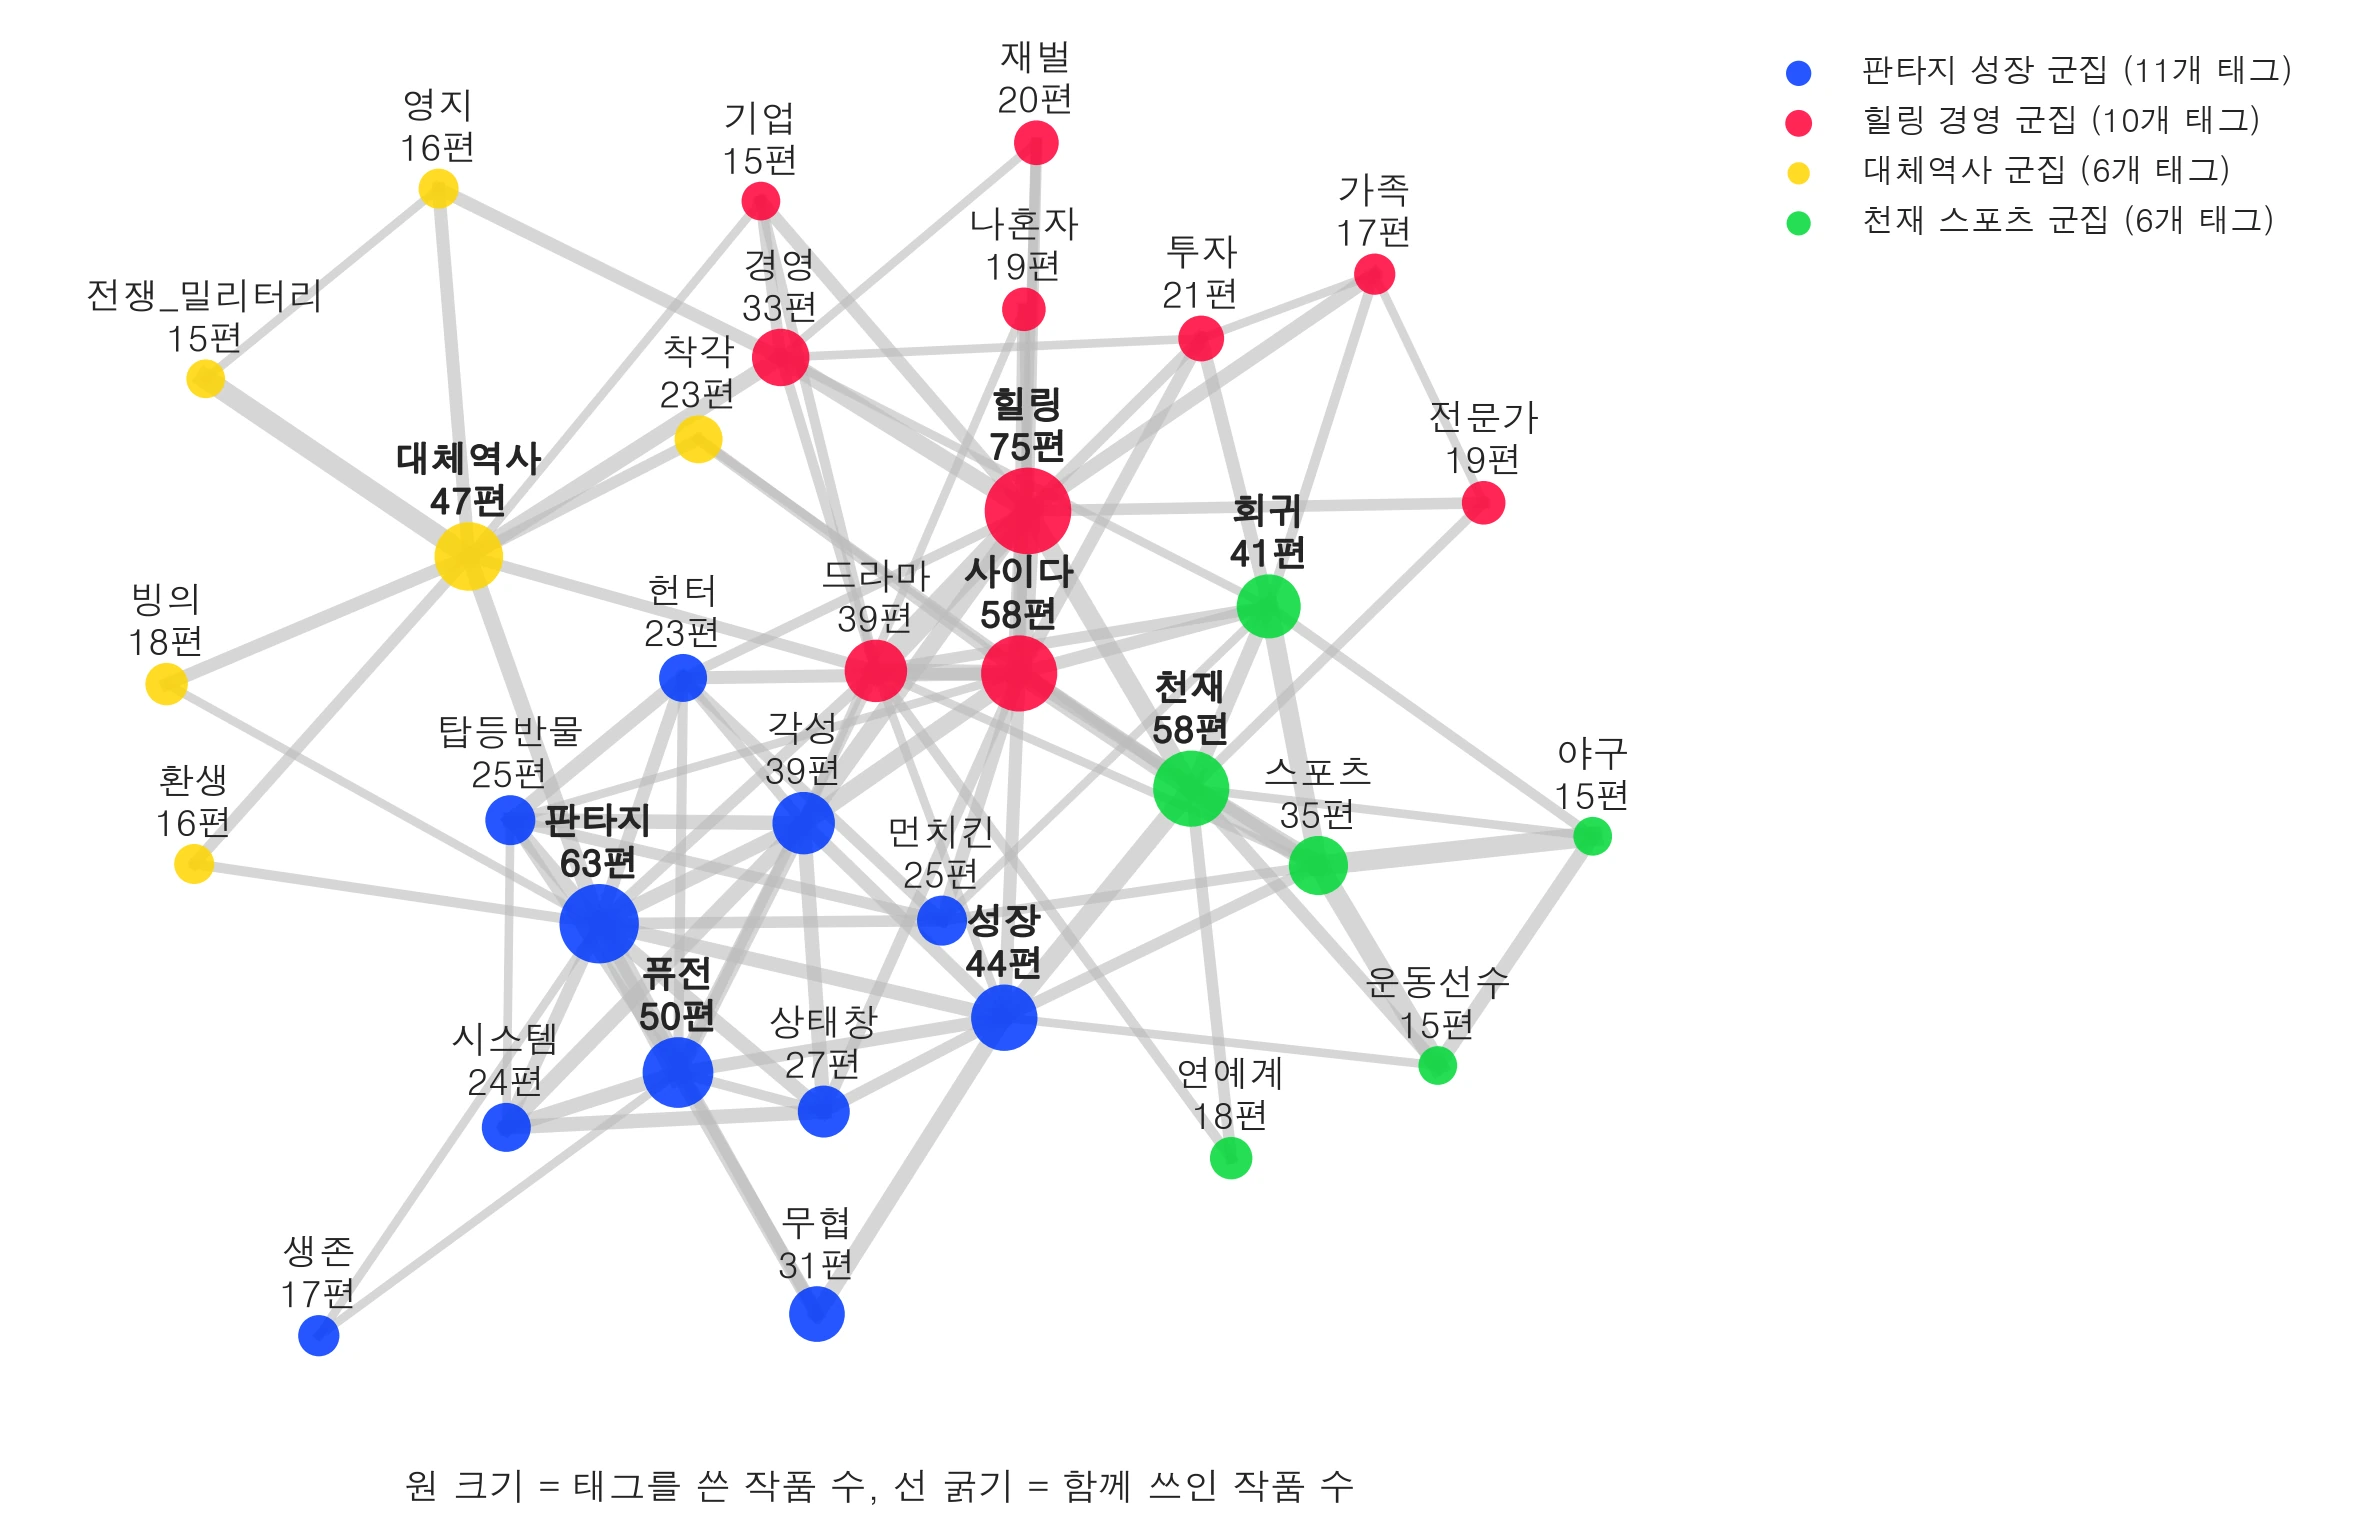 재벌
20편
영지
16편
기업
15편
나혼자
19편
가족
17편
투자
21편
경영
33편
전쟁_밀리터리
15편
착각
23편
힐링
75편
전문가
19편
대체역사
47편
회귀
41편
사이다
58편
드라마
39편
헌터
23편
빙의
18편
천재
58편
탑등반물
25편
각성
39편
스포츠
35편
야구
15편
환생
16편
판타지
63편
먼치킨
25편
성장
44편
퓨전
50편
운동선수
15편
상태창
27편
시스템
24편
연예계
18편
무협
31편
생존
17편
판타지 성장 군집 (11개 태그)
힐링 경영 군집 (10개 태그)
대체역사 군집 (6개 태그)
천재 스포츠 군집 (6개 태그)
원 크기 = 태그를 쓴 작품 수, 선 굵기 = 함께 쓰인 작품 수